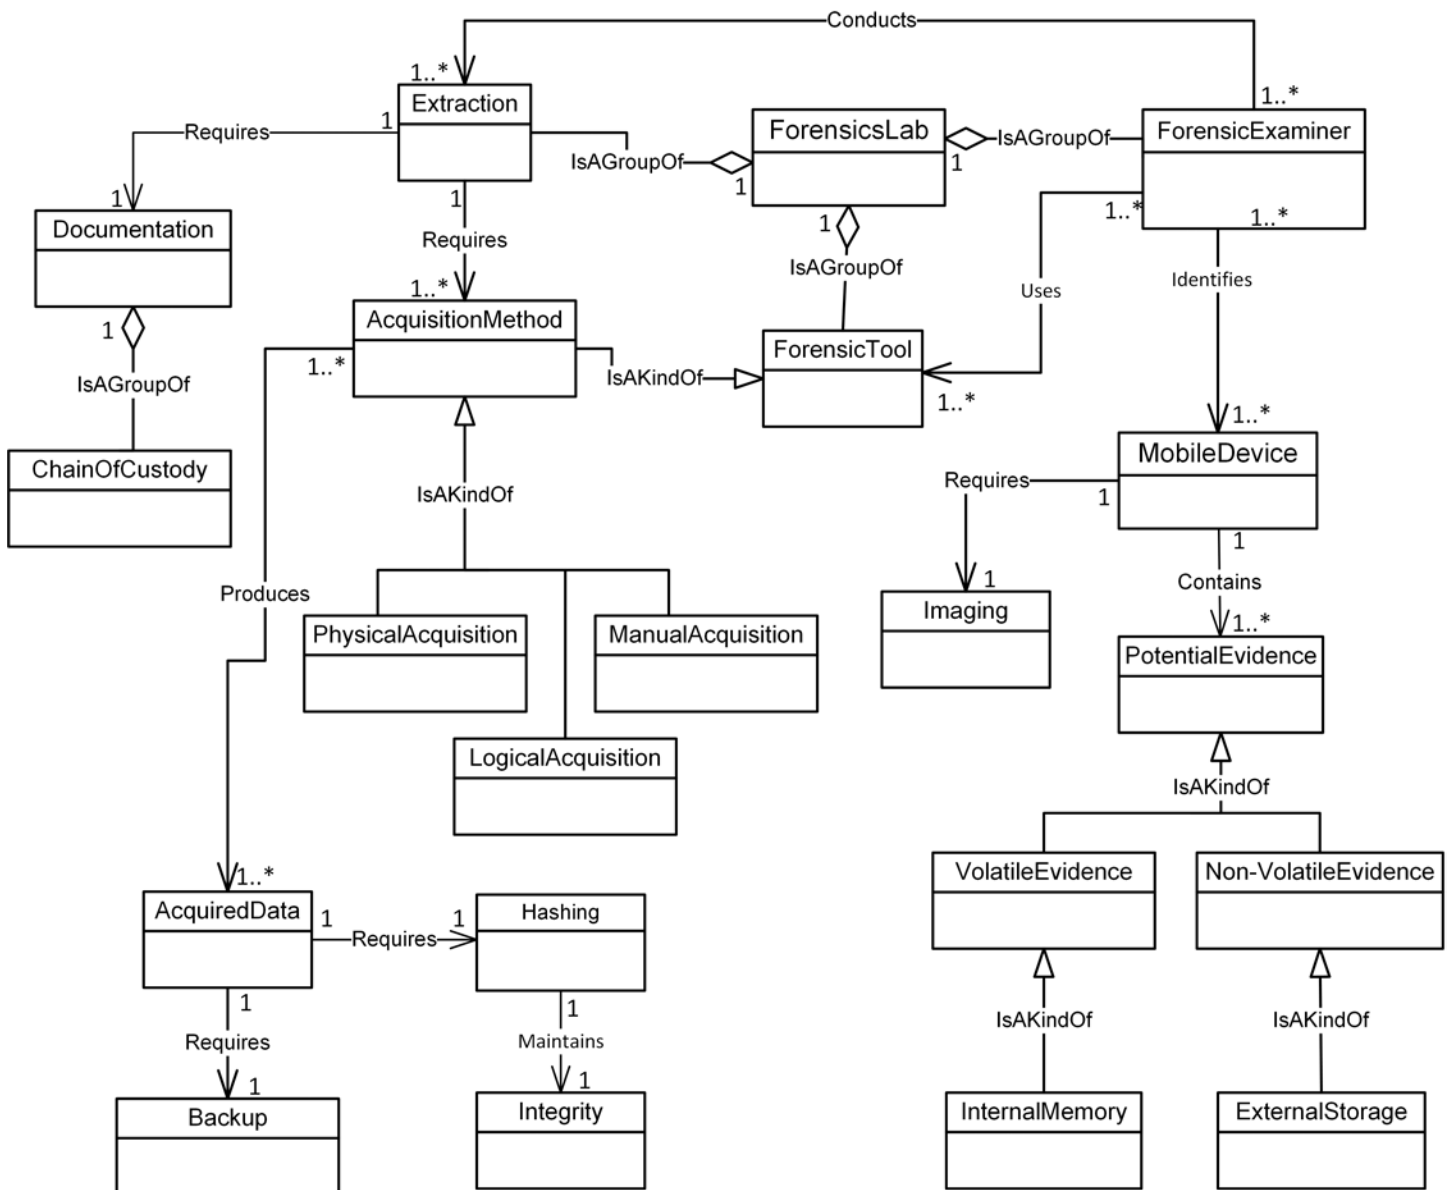 Conducts
1..*
Extraction
1..*
1
Requires
ForensicsLab
IsAGroupOf
ForensicExaminer
IsAGroupOf
1
1
1
1
1..*
1..*
Documentation
1
Requires
IsAGroupOf
Uses
Identifies
1..*
AcquisitionMethod
1
1..*
IsAGroupOf
IsAKindOf
ForensicTool
1..*
1..*
ChainOfCustody
MobileDevice
Requires
1
IsAKindOf
1
Contains
Produces
1
Imaging
1..*
PhysicalAcquisition
ManualAcquisition
PotentialEvidence
LogicalAcquisition
IsAKindOf
1..*
VolatileEvidence
Non-VolatileEvidence
AcquiredData
1
Requires
1
Hashing
1
1
IsAKindOf
IsAKindOf
Requires
Maintains
1
1
Backup
Integrity
InternalMemory
ExternalStorage